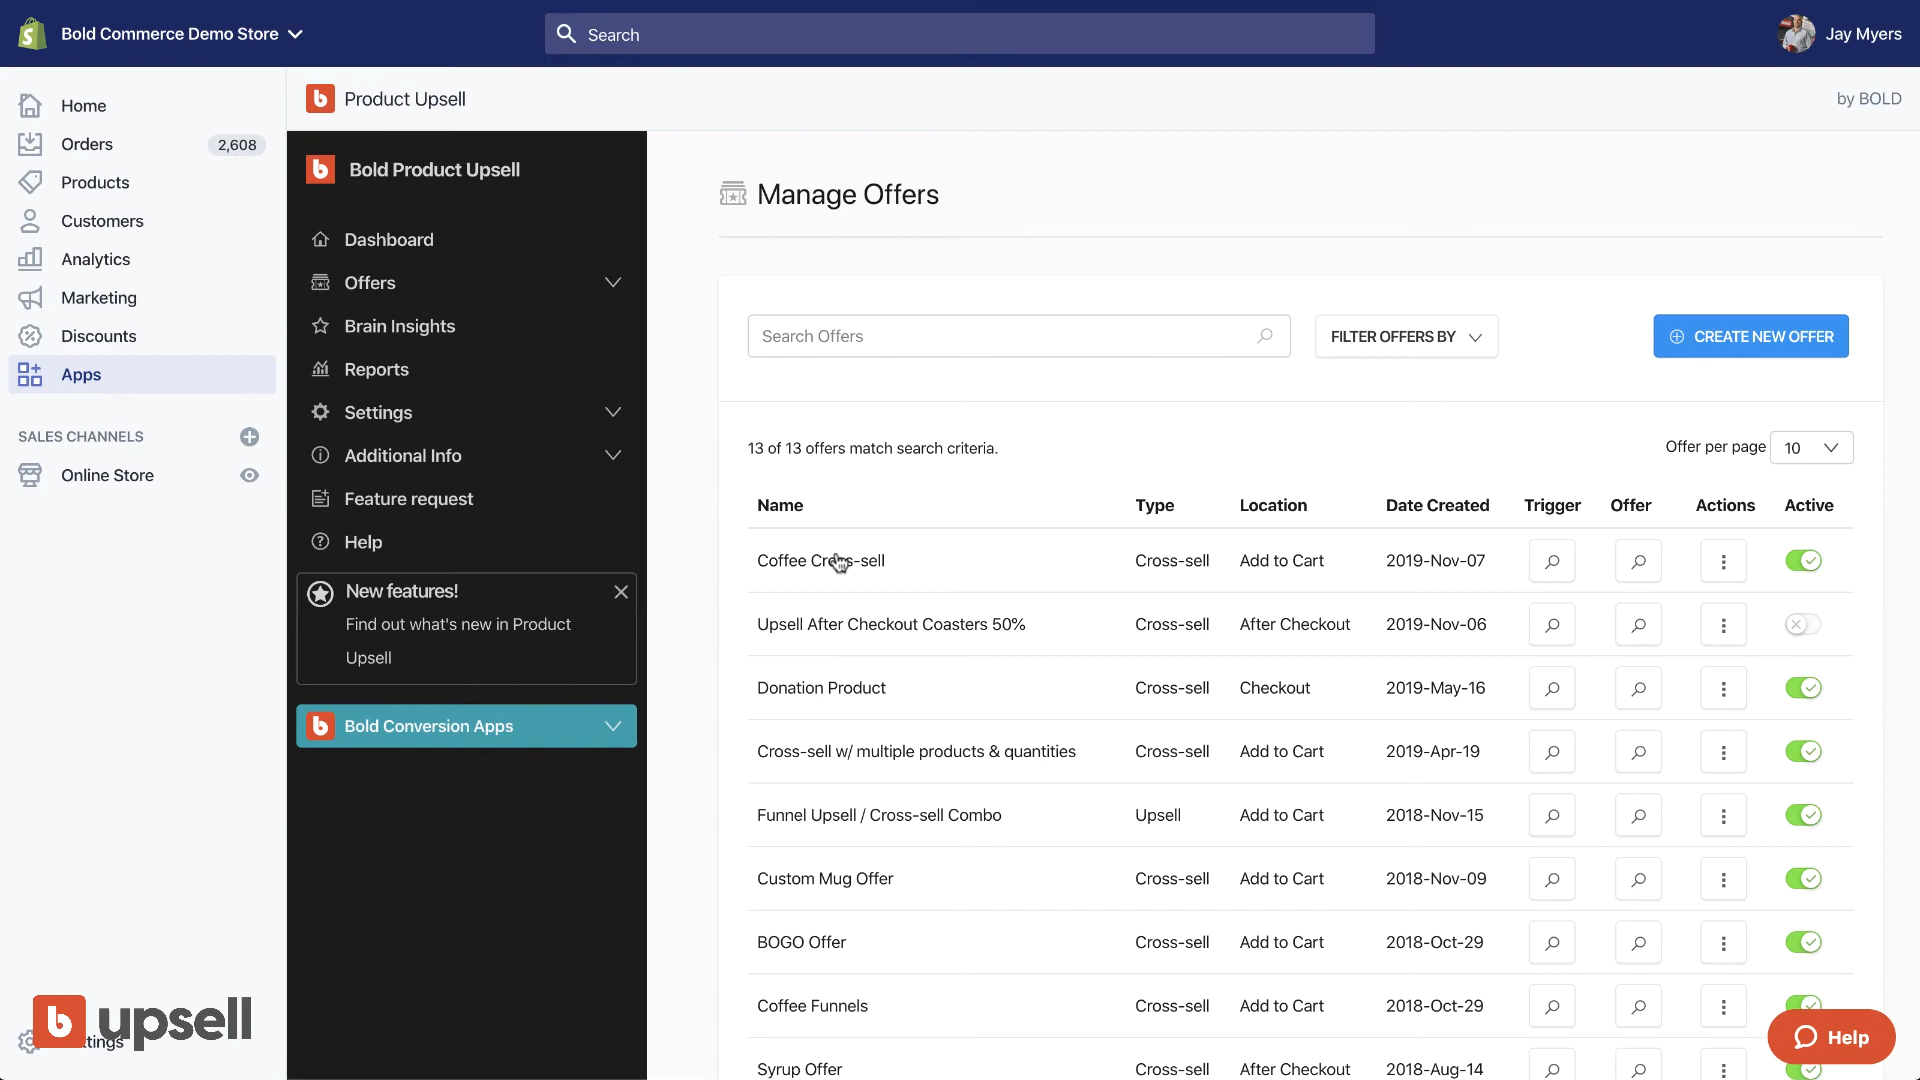 Bold Commerce Demo Store
Search
Jay Myers
Home
Orders 2,608
Products
Customers
Analytics
Marketing
Discounts
Apps
SALES CHANNELS
Online Store
upsell
Product Upsell
by BOLD
Bold Product Upsell
Dashboard
Offers
Brain Insights
Reports
Settings
Additional Info
Feature request
Help
New features!
Find out what's new in Product
Upsell
Bold Conversion Apps
Manage Offers
Search Offers
FILTER OFFERS BY
CREATE NEW OFFER
13 of 13 offers match search criteria.
Offer per page 10
Name Type Location Date Created Trigger Offer Actions Active
Coffee Cross-sell Cross-sell Add to Cart 2019-Nov-07
Upsell After Checkout Coasters 50% Cross-sell After Checkout 2019-Nov-06
Donation Product Cross-sell Checkout 2019-May-16
Cross-sell w/ multiple products & quantities Cross-sell Add to Cart 2019-Apr-19
Funnel Upsell / Cross-sell Combo Upsell Add to Cart 2018-Nov-15
Custom Mug Offer Cross-sell Add to Cart 2018-Nov-09
BOGO Offer Cross-sell Add to Cart 2018-Oct-29
Coffee Funnels Cross-sell Add to Cart 2018-Oct-29
Syrup Offer Cross-sell After Checkout 2018-Aug-14
Help